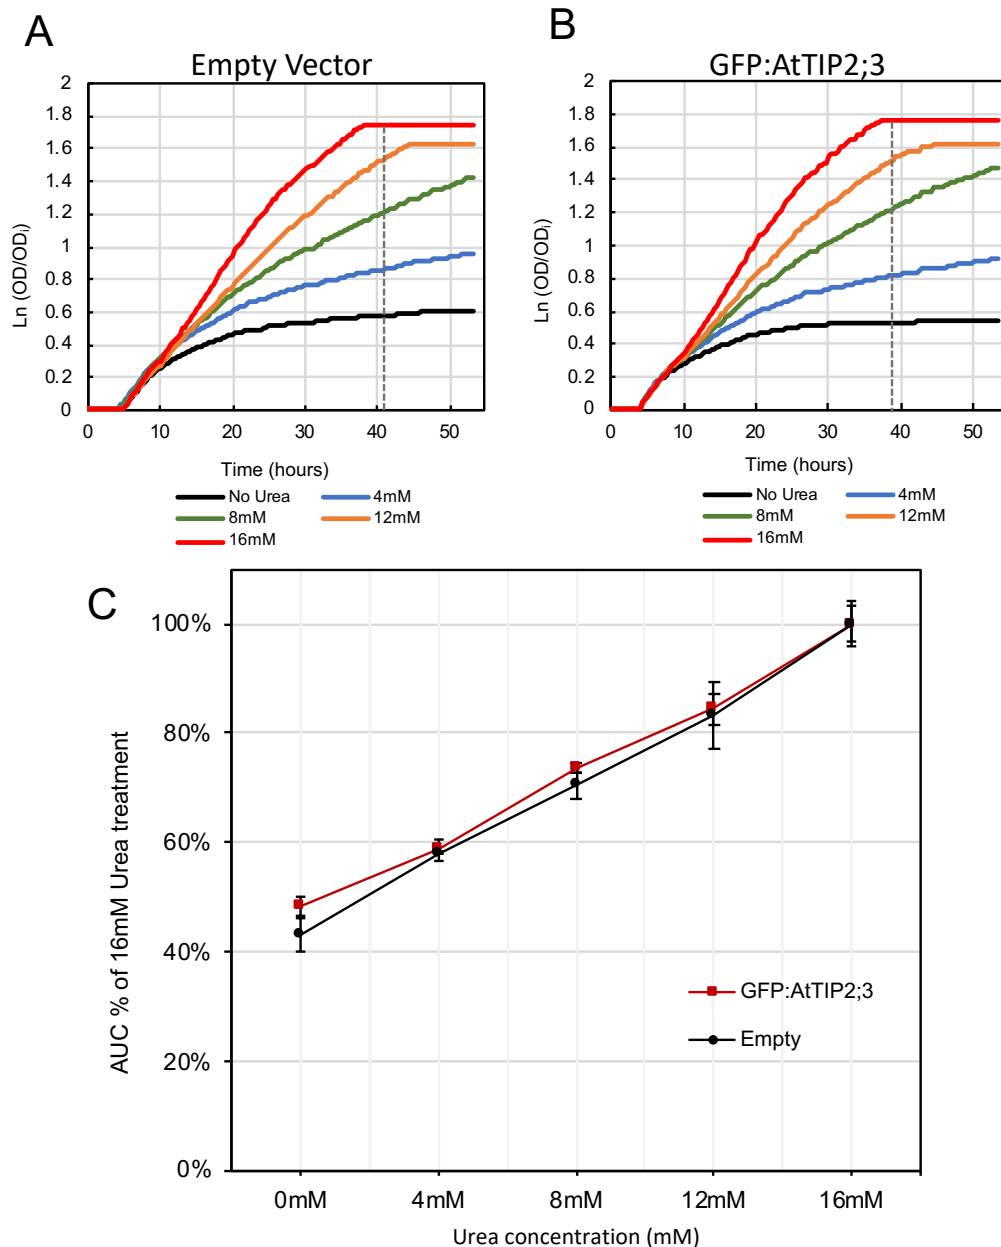 A
Empty Vector
Ln (OD/ODi)
2
1.8
1.6
1.4
1.2
1
0.8
0.6
0.4
0.2
0
0 10 20 30 40 50
Time (hours)
No Urea 4mM
8mM 12mM
16mM
B
GFP:AtTIP2;3
Ln (OD/ODi)
2
1.8
1.6
1.4
1.2
1
0.8
0.6
0.4
0.2
0
0 10 20 30 40 50
Time (hours)
No Urea 4mM
8mM 12mM
16mM
C
AUC % of 16mM Urea treatment
100%
80%
60%
40%
20%
0%
GFP:AtTIP2;3
Empty
0mM 4mM 8mM 12mM 16mM
Urea concentration (mM)